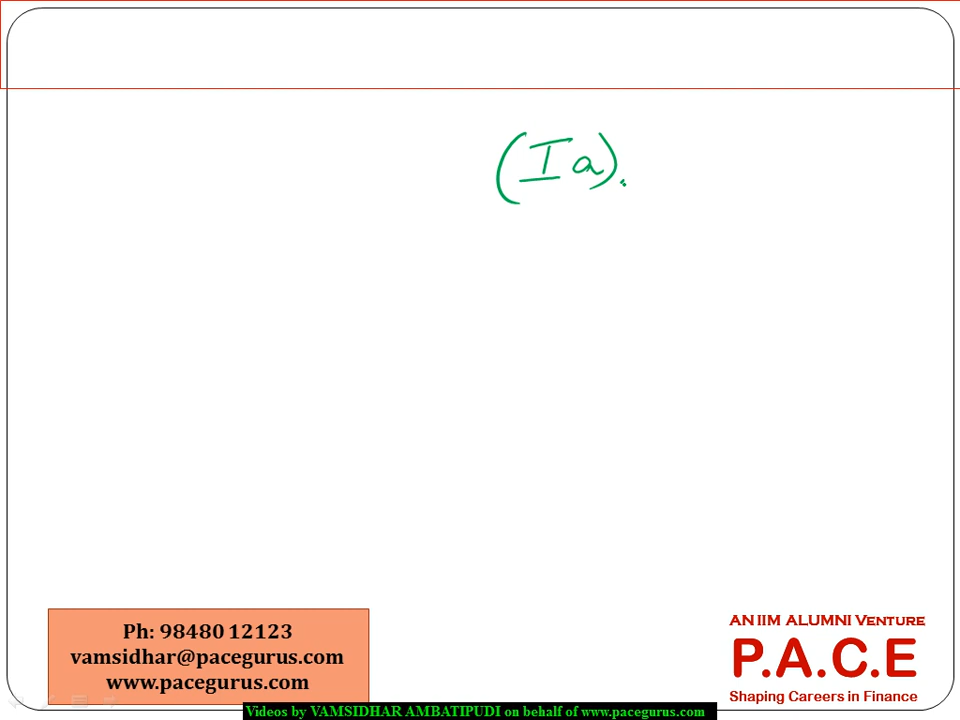 (Ia).
Ph: 98480 12123
vamsidhar@pacegurus.com
www.pacegurus.com
AN IIM ALUMNI VENTURE
P.A.C.E
Shaping Careers in Finance
Videos by VAMSIDHAR AMBATIPUDI on behalf of www.pacegurus.com